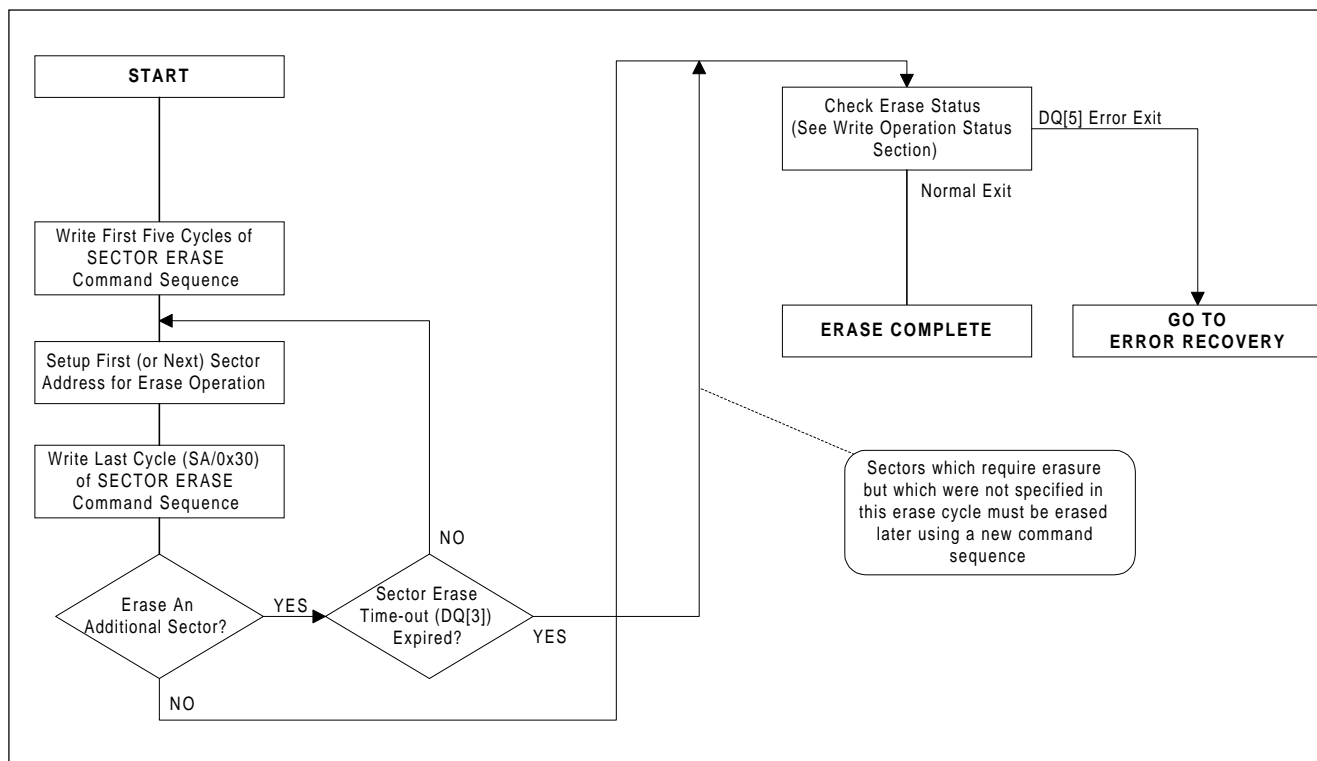 START
Write First Five Cycles of
SECTOR ERASE
Command Sequence
Setup First (or Next) Sector
Address for Erase Operation
Write Last Cycle (SA/0x30)
of SECTOR ERASE
Command Sequence
Erase An
Additional Sector?
YES
NO
Sector Erase
Time-out (DQ[3])
Expired?
NO
YES
Check Erase Status
(See Write Operation Status
Section)
DQ[5] Error Exit
Normal Exit
ERASE COMPLETE
GO TO
ERROR RECOVERY
Sectors which require erasure
but which were not specified in
this erase cycle must be erased
later using a new command
sequence